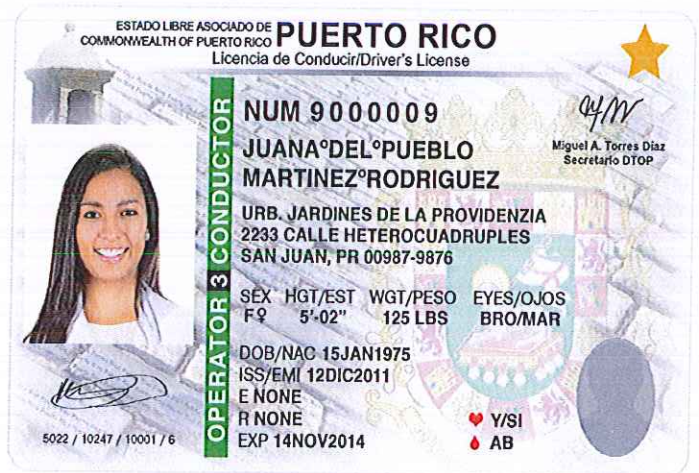 ESTADO LIBRE ASOCIADO DE
COMMONWEALTH OF PUERTO RICO
PUERTO RICO
Licencia de Conducir/Driver's License
OPERATOR 3 CONDUCTOR
NUM 9000009
JUANA°DEL°PUEBLO
MARTINEZ°RODRIGUEZ
Miguel A. Torres Díaz
Secretario DTOP
URB. JARDINES DE LA PROVIDENZIA
2233 CALLE HETEROCUADRUPLES
SAN JUAN, PR 00987-9876
SEX HGT/EST WGT/PESO EYES/OJOS
F♀ 5'-02" 125 LBS BRO/MAR
DOB/NAC 15JAN1975
ISS/EMI 12DIC2011
E NONE
R NONE
EXP 14NOV2014
Y/SI
AB
5022 / 10247 / 10001 / 6